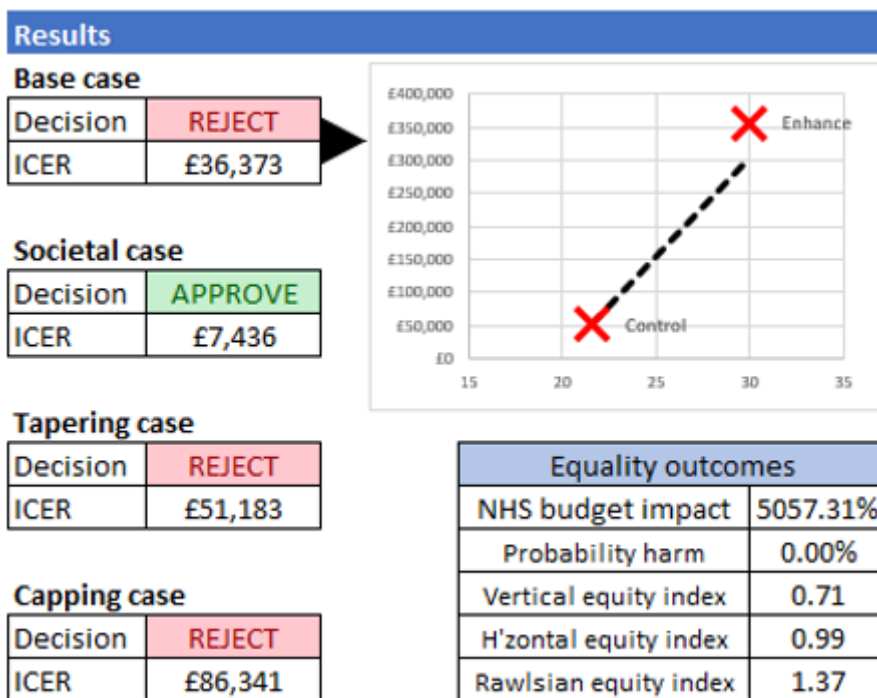 Results
Base case
Decision REJECT
ICER £36,373
£400,000
£350,000
£300,000
£250,000
£200,000
£150,000
£100,000
£50,000
£0
15 20 25 30 35
Enhance
Control
Societal case
Decision APPROVE
ICER £7,436
Tapering case
Decision REJECT
ICER £51,183
Capping case
Decision REJECT
ICER £86,341
Equality outcomes
NHS budget impact 5057.31%
Probability harm 0.00%
Vertical equity index 0.71
H'zontal equity index 0.99
Rawlsian equity index 1.37